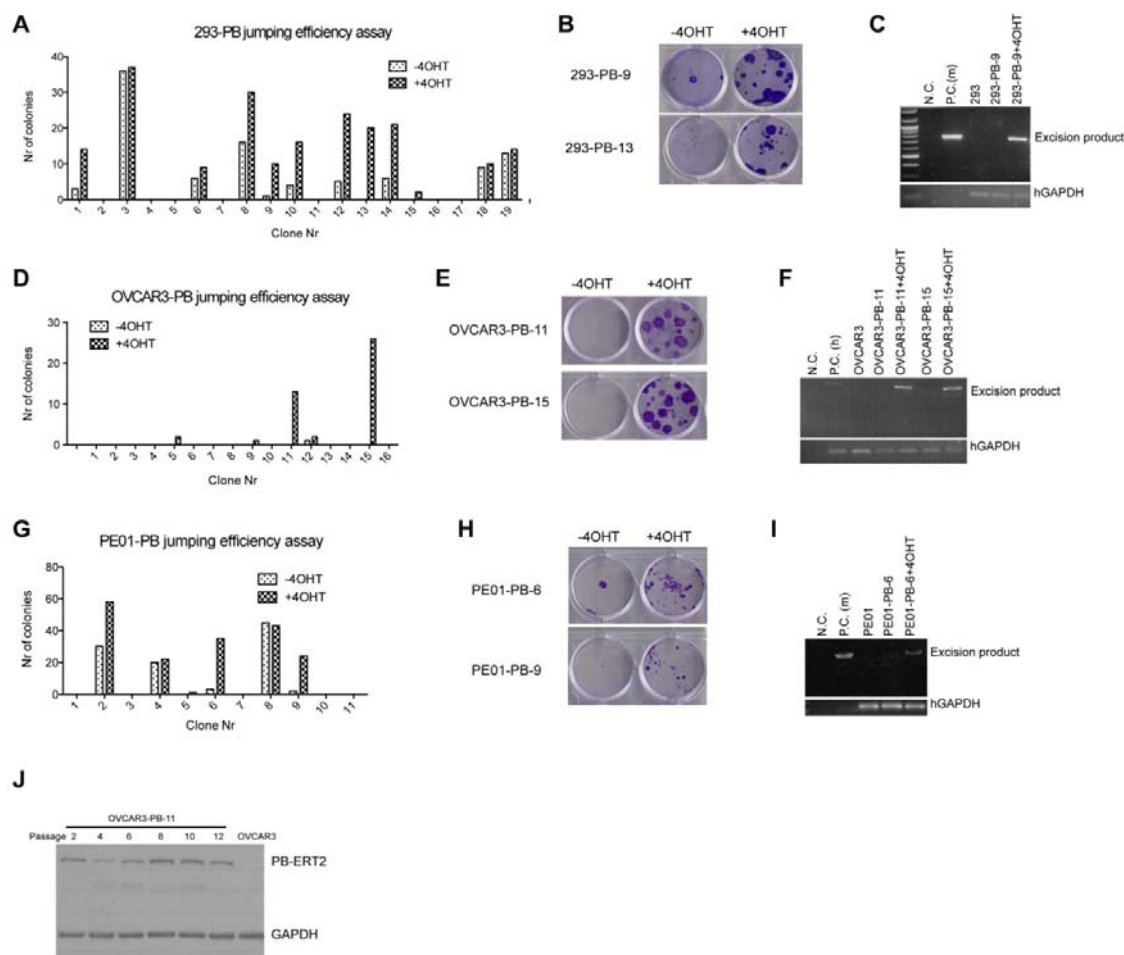 A
293-PB jumping efficiency assay
Nr of colonies
40
30
20
10
0
-4OHT
+4OHT
1 2 3 4 5 6 7 8 9 10 11 12 13 14 15 16 17 18 19
Clone Nr
B
-4OHT +4OHT
293-PB-9
293-PB-13
C
N.C.
P.C.(m)
293
293-PB-9
293-PB-9+4OHT
Excision product
hGAPDH
D
OVCAR3-PB jumping efficiency assay
Nr of colonies
30
20
10
0
-4OHT
+4OHT
1 2 3 4 5 6 7 8 9 10 11 12 13 14 15 16
Clone Nr
E
-4OHT +4OHT
OVCAR3-PB-11
OVCAR3-PB-15
F
N.C.
P.C. (h)
OVCAR3
OVCAR3-PB-11
OVCAR3-PB-11+4OHT
OVCAR3-PB-15
OVCAR3-PB-15+4OHT
Excision product
hGAPDH
G
PE01-PB jumping efficiency assay
Nr of colonies
80
60
40
20
0
-4OHT
+4OHT
1 2 3 4 5 6 7 8 9 10 11
Clone Nr
H
-4OHT +4OHT
PE01-PB-6
PE01-PB-9
I
N.C.
P.C. (m)
PE01
PE01-PB-6
PE01-PB-6+4OHT
Excision product
hGAPDH
J
OVCAR3-PB-11
Passage 2 4 6 8 10 12 OVCAR3
PB-ERT2
GAPDH